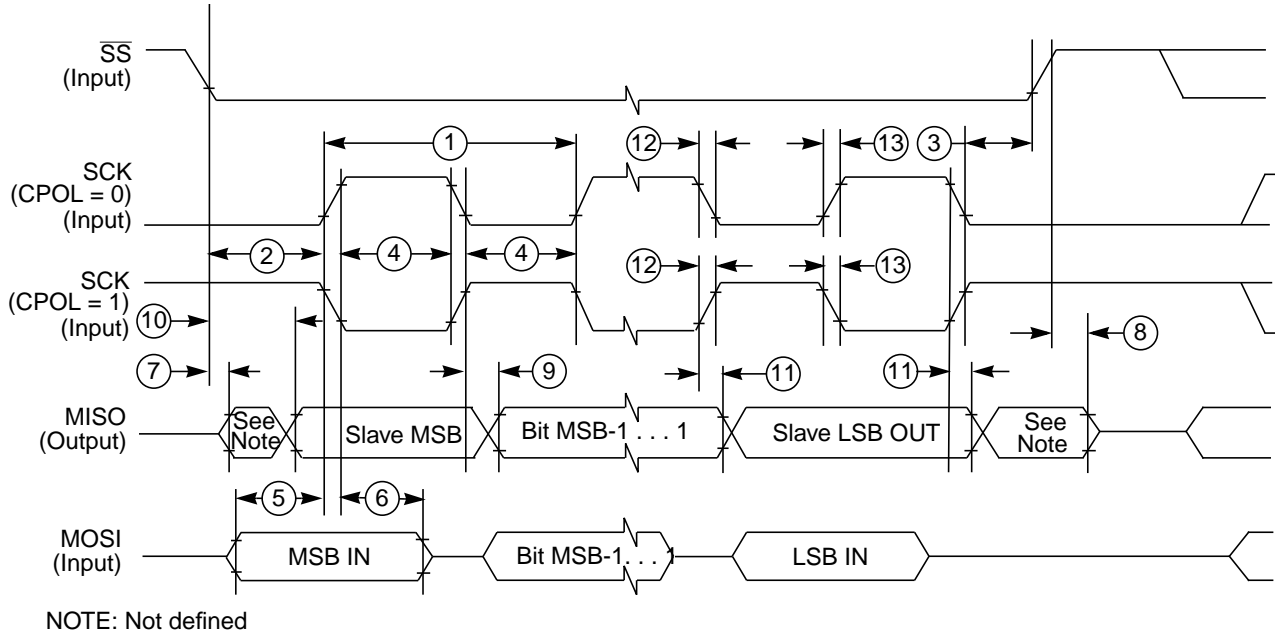 SS
(Input)
1
12
13
3
SCK
(CPOL = 0)
(Input)
2
4
4
12
13
SCK
(CPOL = 1)
(Input)
10
8
7
9
11
11
MISO
(Output)
See
Note
Slave MSB
Bit MSB-1 . . . 1
Slave LSB OUT
See
Note
5
6
MOSI
(Input)
MSB IN
Bit MSB-1. . . 1
LSB IN
NOTE: Not defined